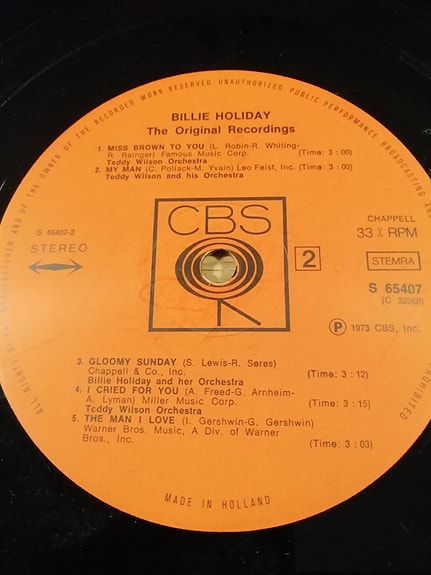 ALL RIGHTS OF THE MANUFACTURER AND OF THE OWNER OF THE RECORDED WORK RESERVED UNAUTHORIZED PUBLIC PERFORMANCE BROADCASTING AND PROHIBITED
BILLIE HOLIDAY
The Original Recordings
1 MISS BROWN TO YOU (L. Robin-R. Whiting-
R. Rainger) Famous Music Corp. (Time: 3 : 00)
Teddy Wilson Orchestra
2. MY MAN (C. Pollack-M. Yvain) Leo Feist, Inc. (Time: 3 : 00)
Teddy Wilson and his Orchestra
CBS
S 65407-2
STEREO
2
CHAPPELL
33 ⅓ RPM
STEMRA
S 65407
P 1973 CBS, Inc.
3. GLOOMY SUNDAY (S. Lewis-R. Seres)
Chappell & Co., Inc. (Time: 3 : 12)
Billie Holiday and her Orchestra
4. I CRIED FOR YOU (A. Freed-G. Arnheim-
A. Lyman) Miller Music Corp. (Time: 3 : 15)
Teddy Wilson Orchestra
5. THE MAN I LOVE (I. Gershwin-G. Gershwin)
Warner Bros. Music, A Div. of Warner
Bros., Inc. (Time: 3 : 03)
MADE IN HOLLAND